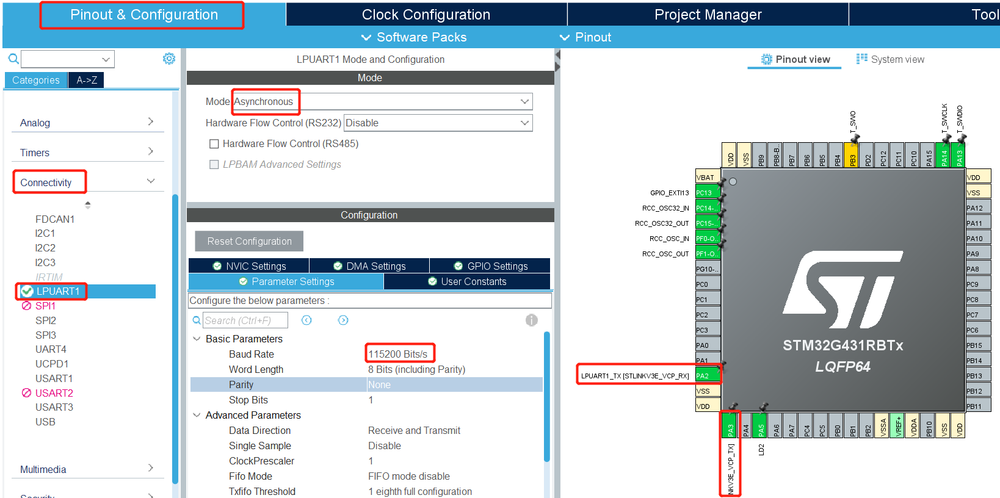 Pinout & Configuration
Clock Configuration
Project Manager
Tool
Software Packs
Pinout
Categories
A->Z
Analog
Timers
Connectivity
FDCAN1
I2C1
I2C2
I2C3
IRTIM
LPUART1
SPI1
SPI2
SPI3
UART4
UCPD1
USART1
USART2
USART3
USB
Multimedia
Security
LPUART1 Mode and Configuration
Mode
Mode Asynchronous
Hardware Flow Control (RS232) Disable
Hardware Flow Control (RS485)
LPBAM Advanced Settings
Configuration
Reset Configuration
NVIC Settings
DMA Settings
GPIO Settings
Parameter Settings
User Constants
Configure the below parameters :
Search (Ctrl+F)
Basic Parameters
Baud Rate 115200 Bits/s
Word Length 8 Bits (including Parity)
Parity None
Stop Bits 1
Advanced Parameters
Data Direction Receive and Transmit
Single Sample Disable
ClockPrescaler 1
Fifo Mode FIFO mode disable
Txfifo Threshold 1 eighth full configuration
Pinout view
System view
T_SWO
T_SWCLK
T_SWDIO
VDD
VSS
PB9
PB8-B..
PB7
PB6
PB5
PB4
PB3
PD2
PC12
PC11
PC10
PA15
PA14
PA13
VBAT
GPIO_EXTI13 PC13
RCC_OSC32_IN PC14-..
RCC_OSC32_OUT PC15-..
RCC_OSC_IN PF0-O..
RCC_OSC_OUT PF1-O..
PG10-..
PC0
PC1
PC2
PC3
PA0
PA1
LPUART1_TX [STLINKV3E_VCP_RX] PA2
VSS
VDD
STM32G431RBTx
LQFP64
VDD
VSS
PA12
PA11
PA10
PA9
PA8
PC9
PC8
PC7
PC6
PB15
PB14
PB13
PB12
PB11
PA3
PA4
PA5
PA6
PA7
PC4
PC5
PB0
PB1
PB2
VSSA
VREF+
VDDA
PB10
VSS
VDD
NKV3E_VCP_TX]
LD2